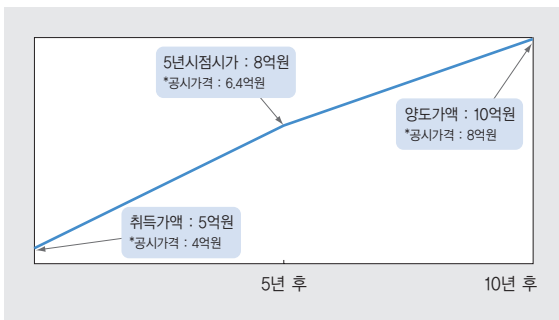 5년시점시가 : 8억원
*공시가격 : 6.4억원
양도가액 : 10억원
*공시가격 : 8억원
취득가액 : 5억원
*공시가격 : 4억원
5년 후
10년 후